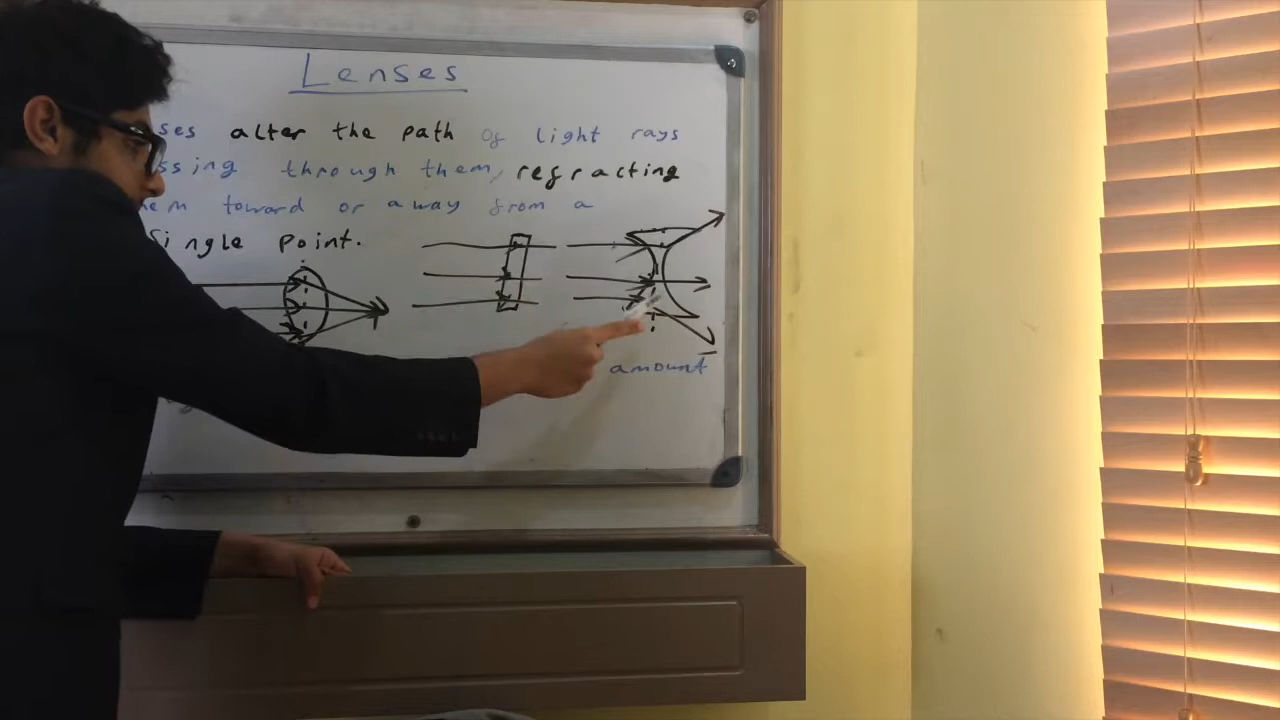 Lenses
ses alter the path of light rays
ssing through them, refracting
em toward or away from a
Single point.
amount